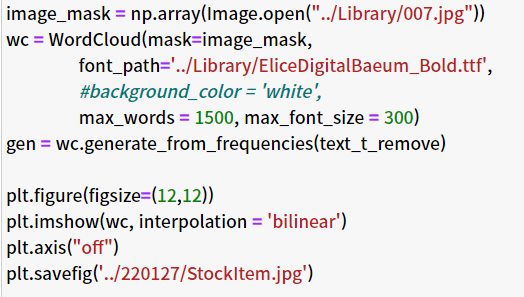 image_mask = np.array(Image.open("../Library/007.jpg"))
wc = WordCloud(mask=image_mask,
font_path='../Library/EliceDigitalBaeum_Bold.ttf',
#background_color = 'white',
max_words = 1500, max_font_size = 300)
gen = wc.generate_from_frequencies(text_t_remove)
plt.figure(figsize=(12,12))
plt.imshow(wc, interpolation = 'bilinear')
plt.axis("off")
plt.savefig('../220127/StockItem.jpg')